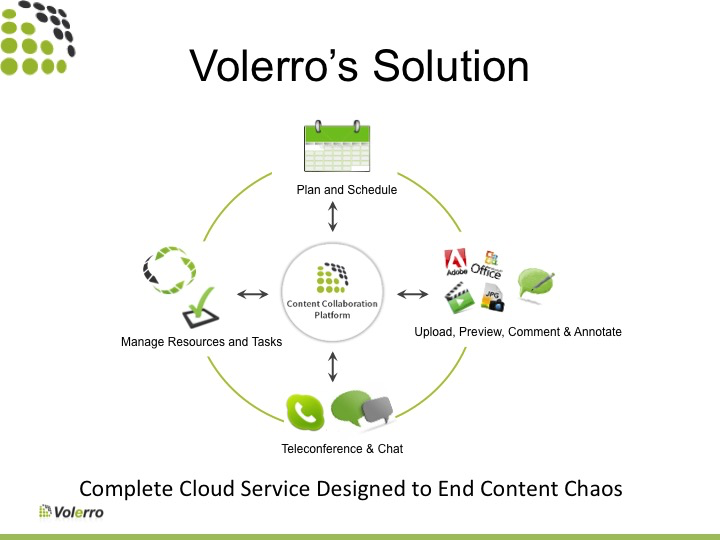 Volerro’s Solution
Plan and Schedule
Content Collaboration
Platform
Adobe
Microsoft
Office
JPG
Manage Resources and Tasks
Upload, Preview, Comment & Annotate
Teleconference & Chat
Complete Cloud Service Designed to End Content Chaos
Volerro